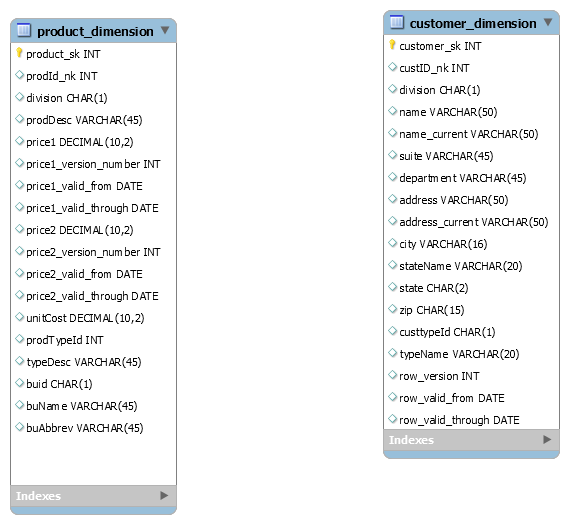 product_dimension
product_sk INT
prodId_nk INT
division CHAR(1)
prodDesc VARCHAR(45)
price1 DECIMAL(10,2)
price1_version_number INT
price1_valid_from DATE
price1_valid_through DATE
price2 DECIMAL(10,2)
price2_version_number INT
price2_valid_from DATE
price2_valid_through DATE
unitCost DECIMAL(10,2)
prodTypeId INT
typeDesc VARCHAR(45)
buid CHAR(1)
buName VARCHAR(45)
buAbbrev VARCHAR(45)
Indexes
customer_dimension
customer_sk INT
custID_nk INT
division CHAR(1)
name VARCHAR(50)
name_current VARCHAR(50)
suite VARCHAR(45)
department VARCHAR(45)
address VARCHAR(50)
address_current VARCHAR(50)
city VARCHAR(16)
stateName VARCHAR(20)
state CHAR(2)
zip CHAR(15)
custtypeId CHAR(1)
typeName VARCHAR(20)
row_version INT
row_valid_from DATE
row_valid_through DATE
Indexes